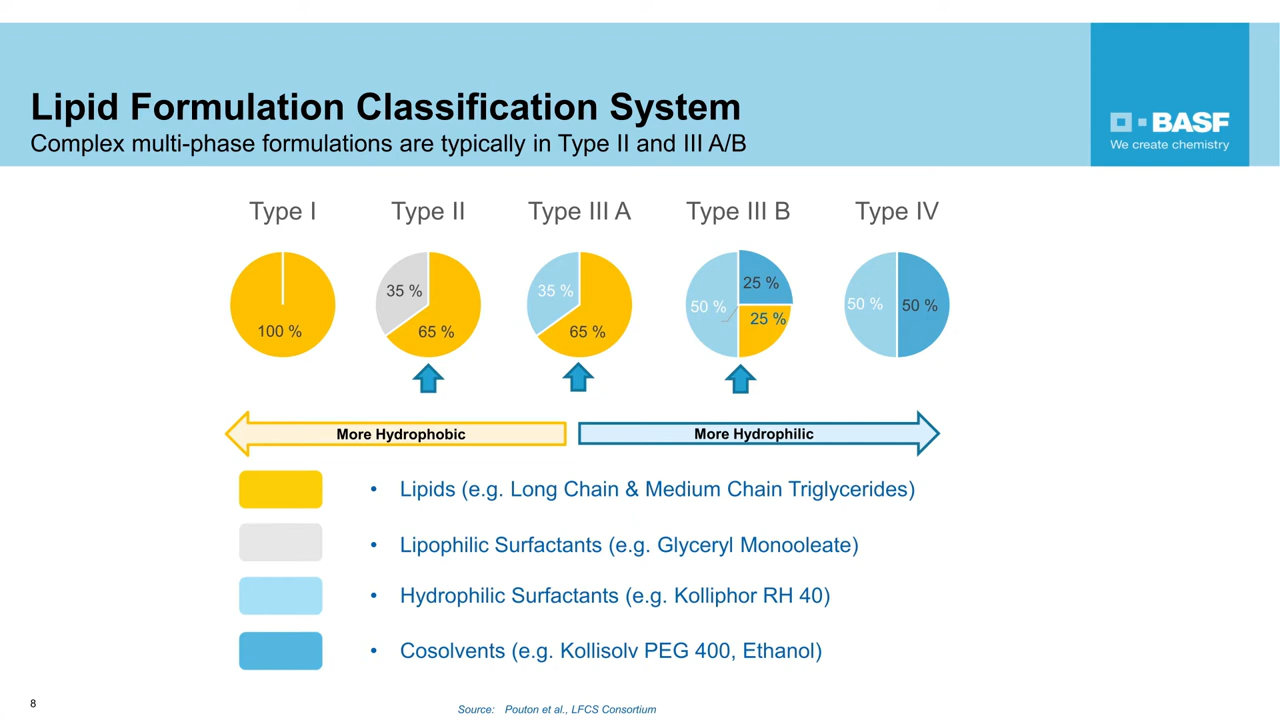 Lipid Formulation Classification System
Complex multi-phase formulations are typically in Type II and III A/B
BASF
We create chemistry
Type I
Type II
Type III A
Type III B
Type IV
100 %
35 %
65 %
35 %
65 %
50 %
25 %
25 %
50 %
50 %
More Hydrophobic
More Hydrophilic
• Lipids (e.g. Long Chain & Medium Chain Triglycerides)
• Lipophilic Surfactants (e.g. Glyceryl Monooleate)
• Hydrophilic Surfactants (e.g. Kolliphor RH 40)
• Cosolvents (e.g. Kollisolv PEG 400, Ethanol)
8
Source: Pouton et al., LFCS Consortium